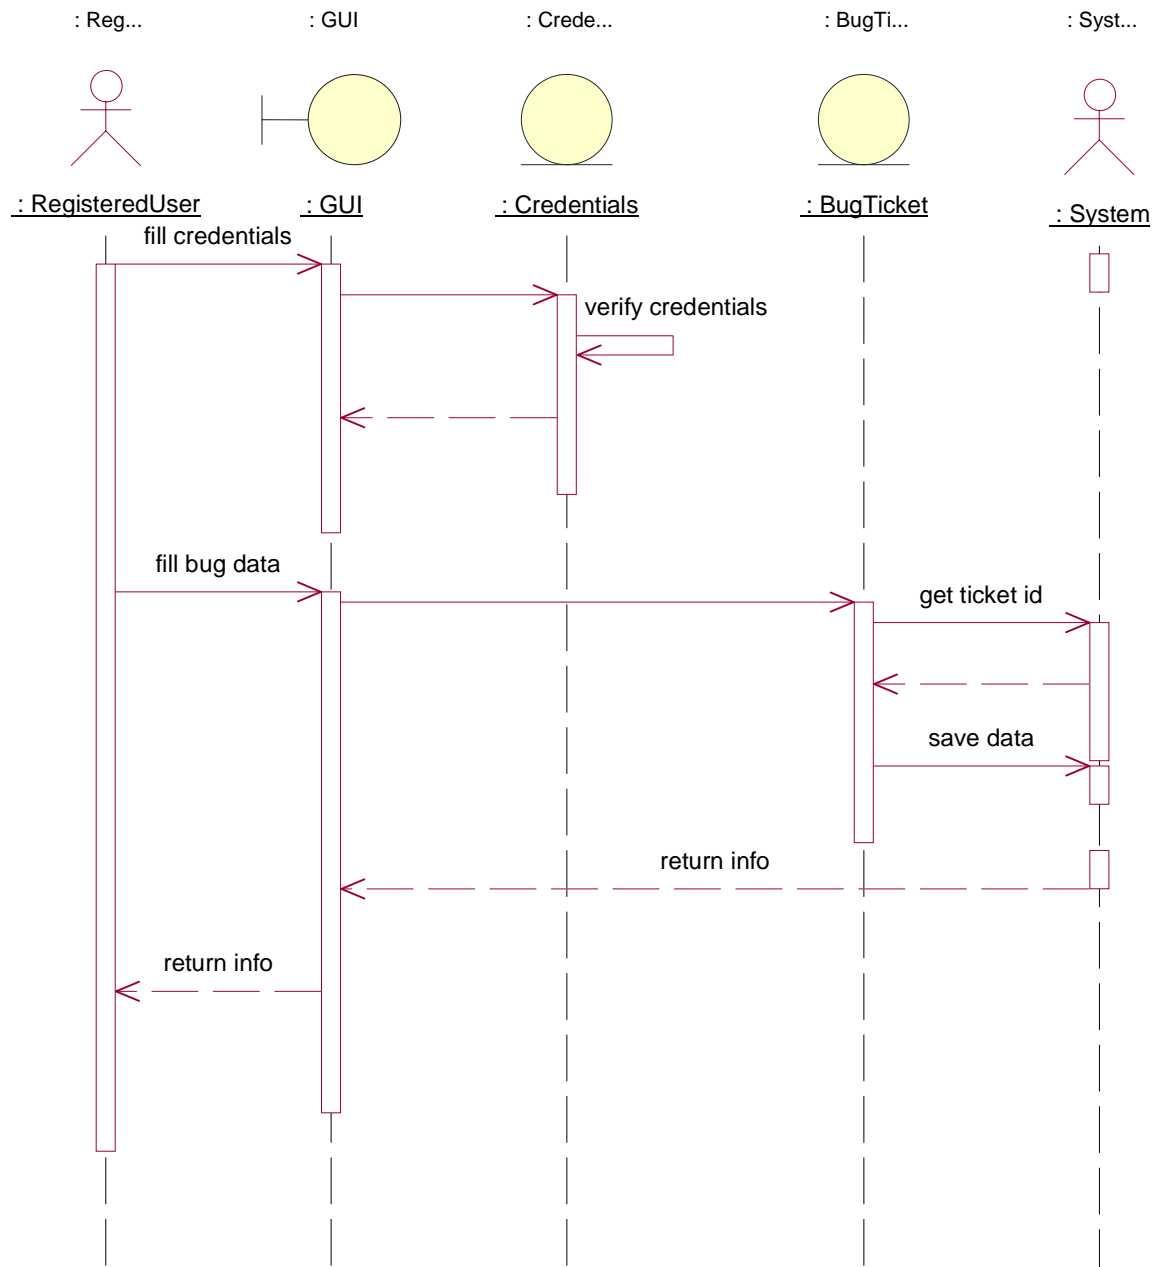 : Reg...
: GUI
: Crede...
: BugTi...
: Syst...
: RegisteredUser
: GUI
: Credentials
: BugTicket
: System
fill credentials
verify credentials
fill bug data
get ticket id
save data
return info
return info